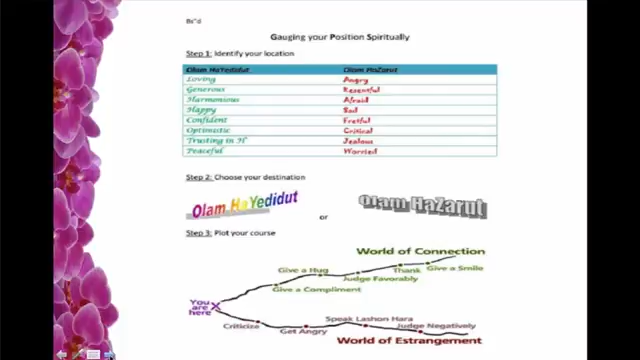 Bs"d
Gauging your Position Spiritually
Step 1: Identify your location
Olam HaYedidut Olam HaZarut
Loving Angry
Generous Resentful
Harmonious Afraid
Happy Sad
Confident Fretful
Optimistic Critical
Trusting in H' Jealous
Peaceful Worried
Step 2: Choose your destination
Olam HaYedidut or Olam HaZarut
Step 3: Plot your course
World of Connection
Give a Hug Thank Give a Smile
Judge Favorably
Give a Compliment
You are here X
Speak Lashon Hara
Criticize Get Angry Judge Negatively
World of Estrangement